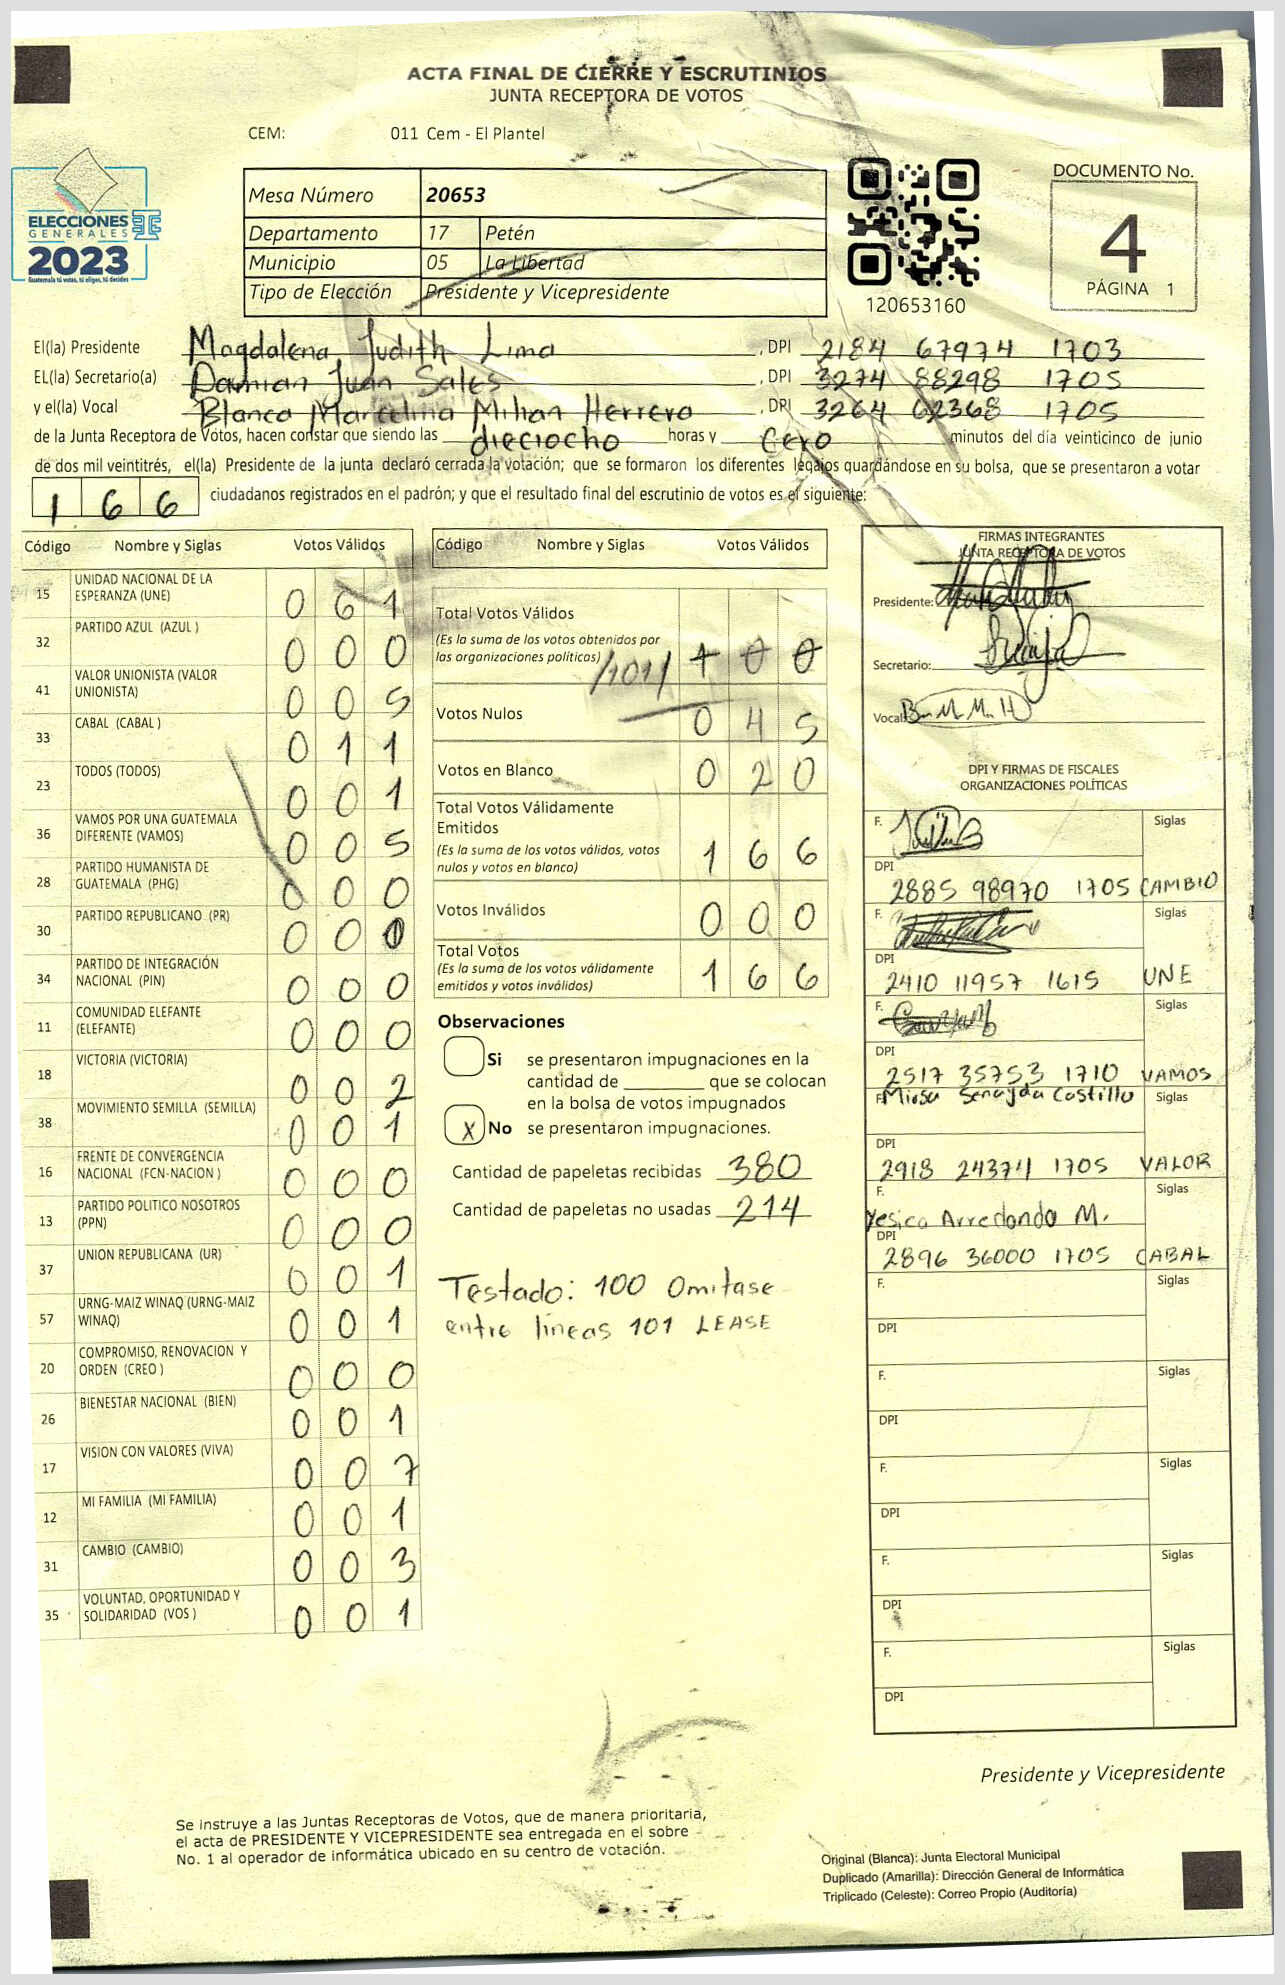 ACTA FINAL DE CIERRE Y ESCRUTINIOS
JUNTA RECEPTORA DE VOTOS
CEM: 011 Cem - El Plantel
ELECCIONES
GENERALES
2023
Guatemala tú votas, tú eliges, tú decides
Mesa Número 20653
Departamento 17 Petén
Municipio 05 La Libertad
Tipo de Elección Presidente y Vicepresidente
120653160
DOCUMENTO No.
4
PÁGINA 1
El(la) Presidente Magdalena Judith Lima , DPI 2184 67974 1703
EL(la) Secretario(a) Damian Juan Sales , DPI 3274 88298 1705
y el(la) Vocal Blanca Marcelina Milian Herrera , DPI 3264 62368 1705
de la Junta Receptora de Votos, hacen constar que siendo las dieciocho horas y Cero minutos del día veinticinco de junio
de dos mil veintitrés, el(la) Presidente de la junta declaró cerrada la votación; que se formaron los diferentes legajos guardándose en su bolsa, que se presentaron a votar
1 6 6 ciudadanos registrados en el padrón; y que el resultado final del escrutinio de votos es el siguiente:
Código Nombre y Siglas Votos Válidos
15 UNIDAD NACIONAL DE LA ESPERANZA (UNE) 0 6 1
32 PARTIDO AZUL (AZUL ) 0 0 0
41 VALOR UNIONISTA (VALOR UNIONISTA) 0 0 5
33 CABAL (CABAL ) 0 1 1
23 TODOS (TODOS) 0 0 1
36 VAMOS POR UNA GUATEMALA DIFERENTE (VAMOS) 0 0 5
28 PARTIDO HUMANISTA DE GUATEMALA (PHG) 0 0 0
30 PARTIDO REPUBLICANO (PR) 0 0 0
34 PARTIDO DE INTEGRACIÓN NACIONAL (PIN) 0 0 0
11 COMUNIDAD ELEFANTE (ELEFANTE) 0 0 0
18 VICTORIA (VICTORIA) 0 0 2
38 MOVIMIENTO SEMILLA (SEMILLA) 0 0 1
16 FRENTE DE CONVERGENCIA NACIONAL (FCN-NACION ) 0 0 0
13 PARTIDO POLITICO NOSOTROS (PPN) 0 0 0
37 UNION REPUBLICANA (UR) 0 0 1
57 URNG-MAIZ WINAQ (URNG-MAIZ WINAQ) 0 0 1
20 COMPROMISO, RENOVACION Y ORDEN (CREO ) 0 0 0
26 BIENESTAR NACIONAL (BIEN) 0 0 1
17 VISION CON VALORES (VIVA) 0 0 7
12 MI FAMILIA (MI FAMILIA) 0 0 1
31 CAMBIO (CAMBIO) 0 0 3
35 VOLUNTAD, OPORTUNIDAD Y SOLIDARIDAD (VOS ) 0 0 1
Código Nombre y Siglas Votos Válidos
Total Votos Válidos
(Es la suma de los votos obtenidos por
las organizaciones políticas) /101/ 1 0 0
Votos Nulos 0 4 5
Votos en Blanco 0 2 0
Total Votos Válidamente
Emitidos
(Es la suma de los votos válidos, votos
nulos y votos en blanco) 1 6 6
Votos Inválidos 0 0 0
Total Votos
(Es la suma de los votos válidamente
emitidos y votos inválidos) 1 6 6
Observaciones
Si se presentaron impugnaciones en la
cantidad de ________ que se colocan
en la bolsa de votos impugnados
X No se presentaron impugnaciones.
Cantidad de papeletas recibidas 380
Cantidad de papeletas no usadas 214
Testado: 100 Omitase
entre líneas 101 LEASE
FIRMAS INTEGRANTES
JUNTA RECEPTORA DE VOTOS
Presidente:
Secretario:
Vocal: B. M. M. H
DPI Y FIRMAS DE FISCALES
ORGANIZACIONES POLÍTICAS
F. Siglas
DPI
2885 98970 1705 CAMBIO
F. Siglas
DPI
2410 11957 1615 UNE
F. Siglas
DPI
2517 35753 1710 VAMOS
F. Mirsa Senayda Castillo Siglas
DPI
2918 24374 1705 VALOR
F. Siglas
Yesica Arredondo M.
DPI
2896 36000 1705 CABAL
F. Siglas
DPI
F. Siglas
DPI
F. Siglas
DPI
F. Siglas
DPI
F. Siglas
DPI
Presidente y Vicepresidente
Se instruye a las Juntas Receptoras de Votos, que de manera prioritaria,
el acta de PRESIDENTE Y VICEPRESIDENTE sea entregada en el sobre
No. 1 al operador de informática ubicado en su centro de votación.
Original (Blanca): Junta Electoral Municipal
Duplicado (Amarilla): Dirección General de Informática
Triplicado (Celeste): Correo Propio (Auditoría)